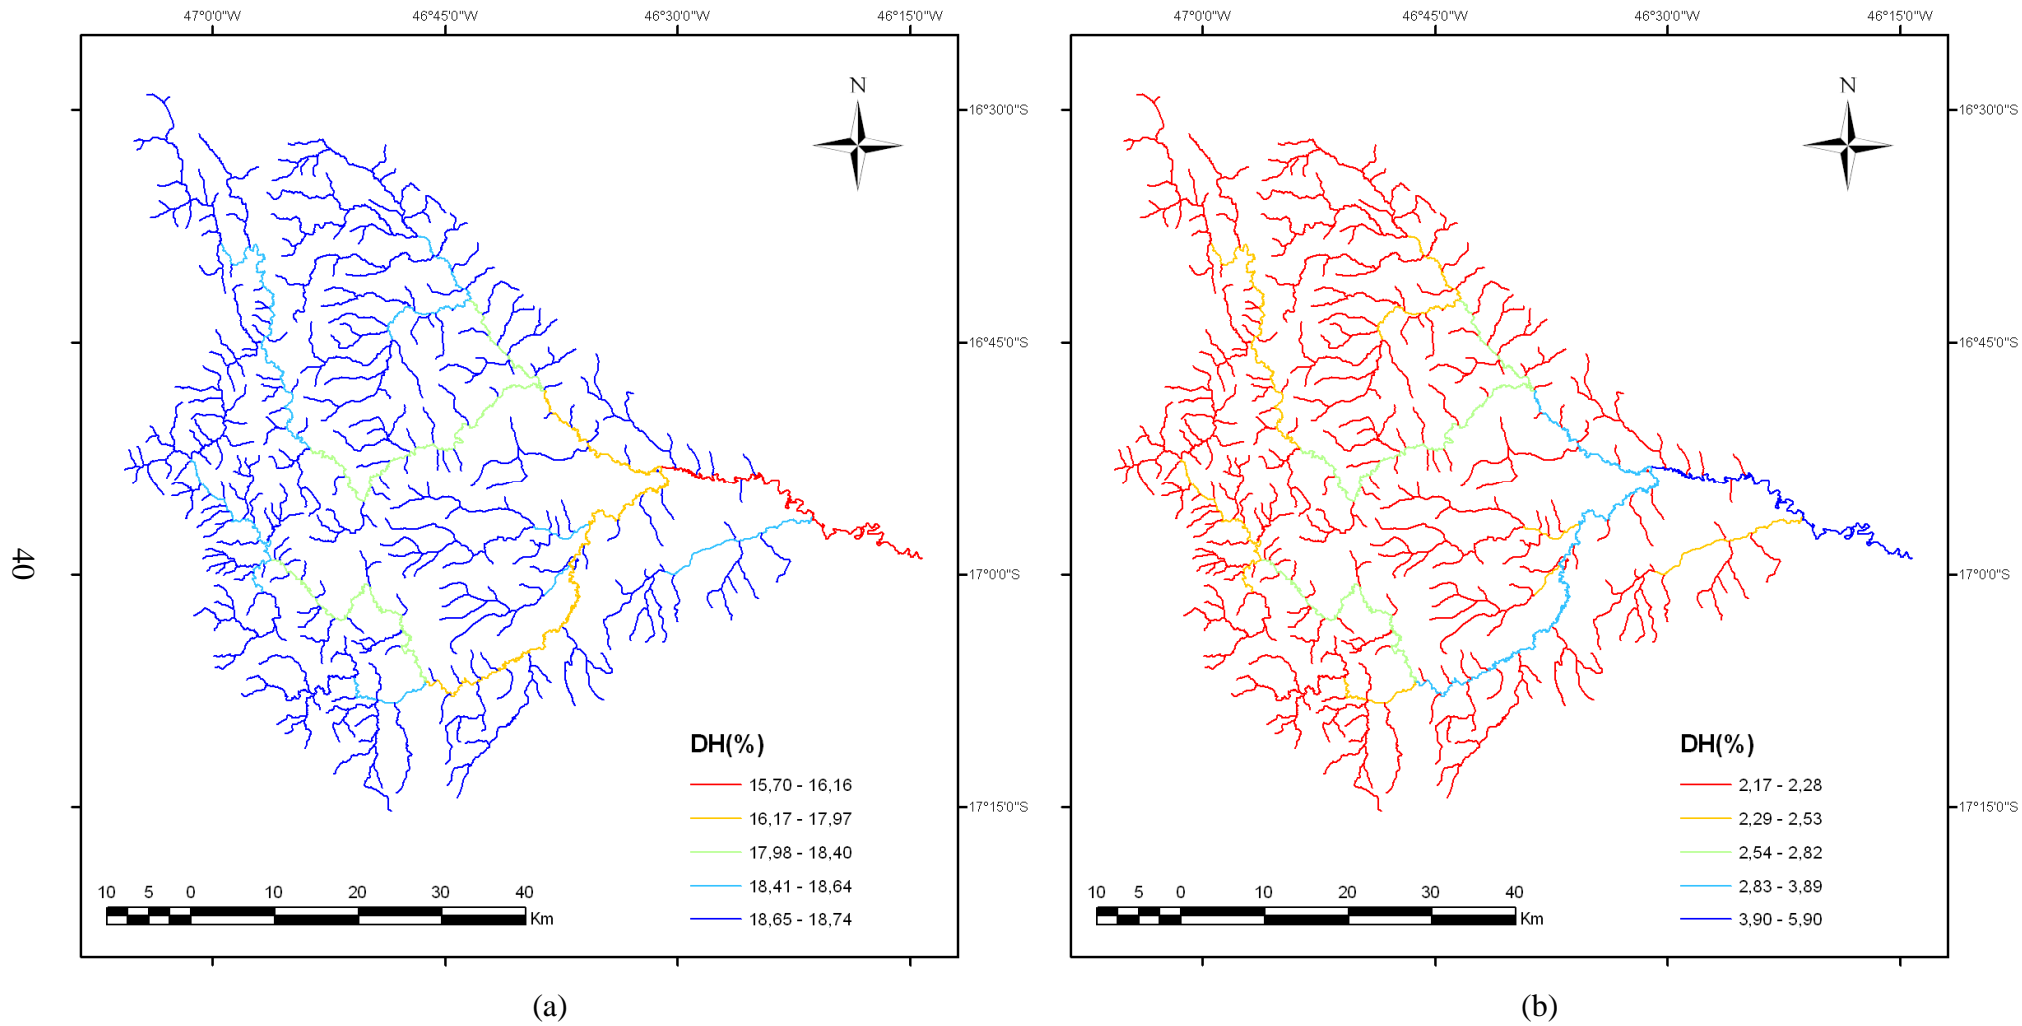 47°0'0"W 46°45'0"W 46°30'0"W 46°15'0"W
N
16°30'0"S
16°45'0"S
17°0'0"S
17°15'0"S
DH(%)
15,70 - 16,16
16,17 - 17,97
17,98 - 18,40
18,41 - 18,64
18,65 - 18,74
10 5 0 10 20 30 40
Km
(a)
47°0'0"W 46°45'0"W 46°30'0"W 46°15'0"W
N
16°30'0"S
16°45'0"S
17°0'0"S
17°15'0"S
DH(%)
2,17 - 2,28
2,29 - 2,53
2,54 - 2,82
2,83 - 3,89
3,90 - 5,90
10 5 0 10 20 30 40
Km
(b)
40